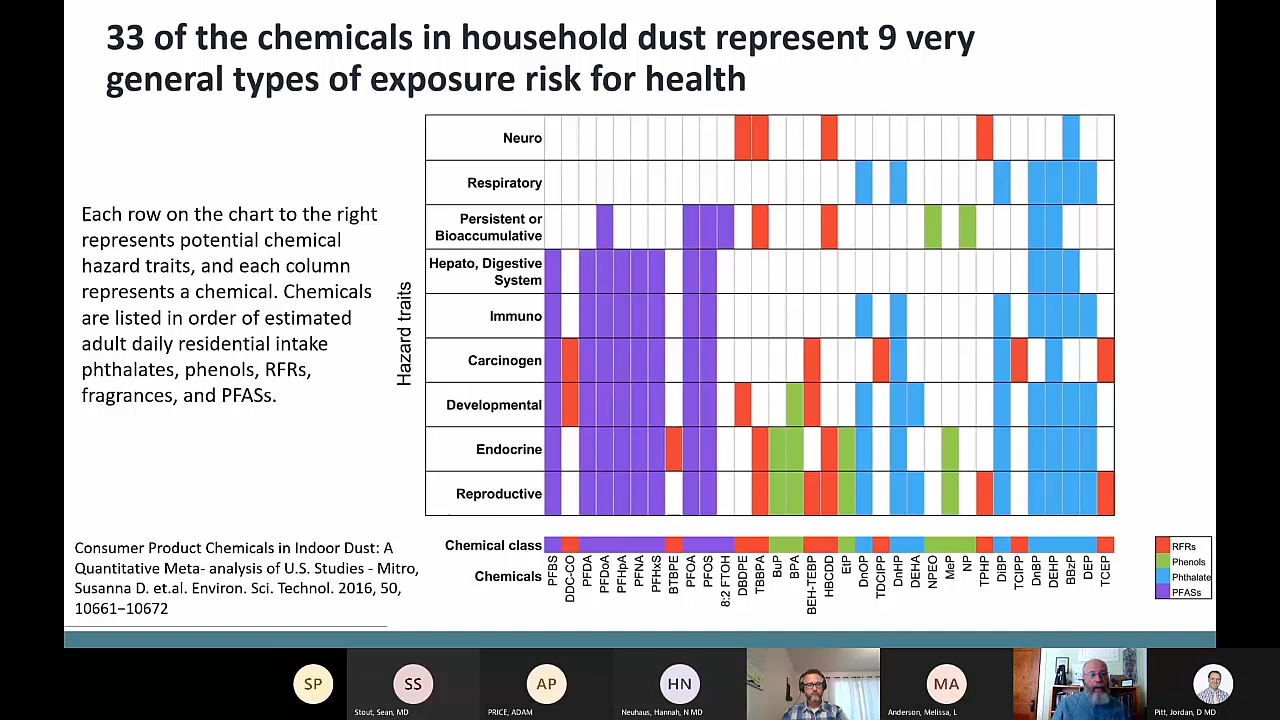 33 of the chemicals in household dust represent 9 very
general types of exposure risk for health
Each row on the chart to the right
represents potential chemical
hazard traits, and each column
represents a chemical. Chemicals
are listed in order of estimated
adult daily residential intake
phthalates, phenols, RFRs,
fragrances, and PFASs.
Hazard traits
Neuro
Respiratory
Persistent or
Bioaccumulative
Hepato, Digestive
System
Immuno
Carcinogen
Developmental
Endocrine
Reproductive
Chemical class
Chemicals
PFBS
DDC-CO
PFDA
PFDoA
PFHpA
PFNA
PFHxS
BTBPE
PFOA
PFOS
8:2 FTOH
DBDPE
TBBPA
BuP
BPA
BEH-TEBP
HBCDD
EtP
DnOP
TDCIPP
DnHP
DEHA
NPEO
MeP
NP
TPHP
DiBP
TCIPP
DnBP
DEHP
BBzP
DEP
TCEP
RFRs
Phenols
Phthalate
PFASs
Consumer Product Chemicals in Indoor Dust: A
Quantitative Meta- analysis of U.S. Studies - Mitro,
Susanna D. et.al. Environ. Sci. Technol. 2016, 50,
10661−10672
SP
SS
Stout, Sean, MD
AP
PRICE, ADAM
HN
Neuhaus, Hannah, N MD
MA
Anderson, Melissa, L
Pitt, Jordan, D MD